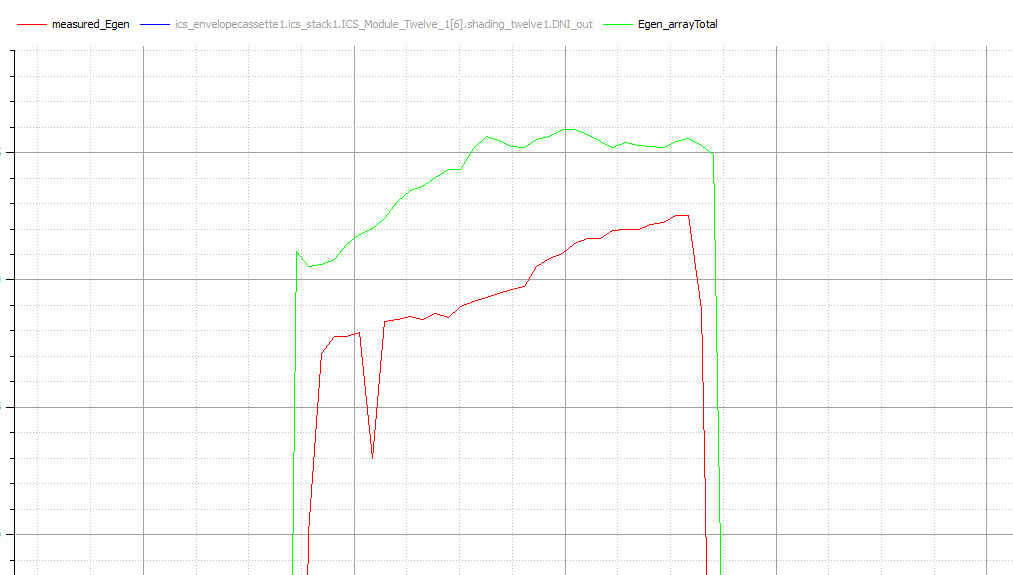 measured_Egen ics_envelopecassette1.ics_stack1.ICS_Module_Twelve_1[6].shading_twelve1.DNI_out Egen_arrayTotal